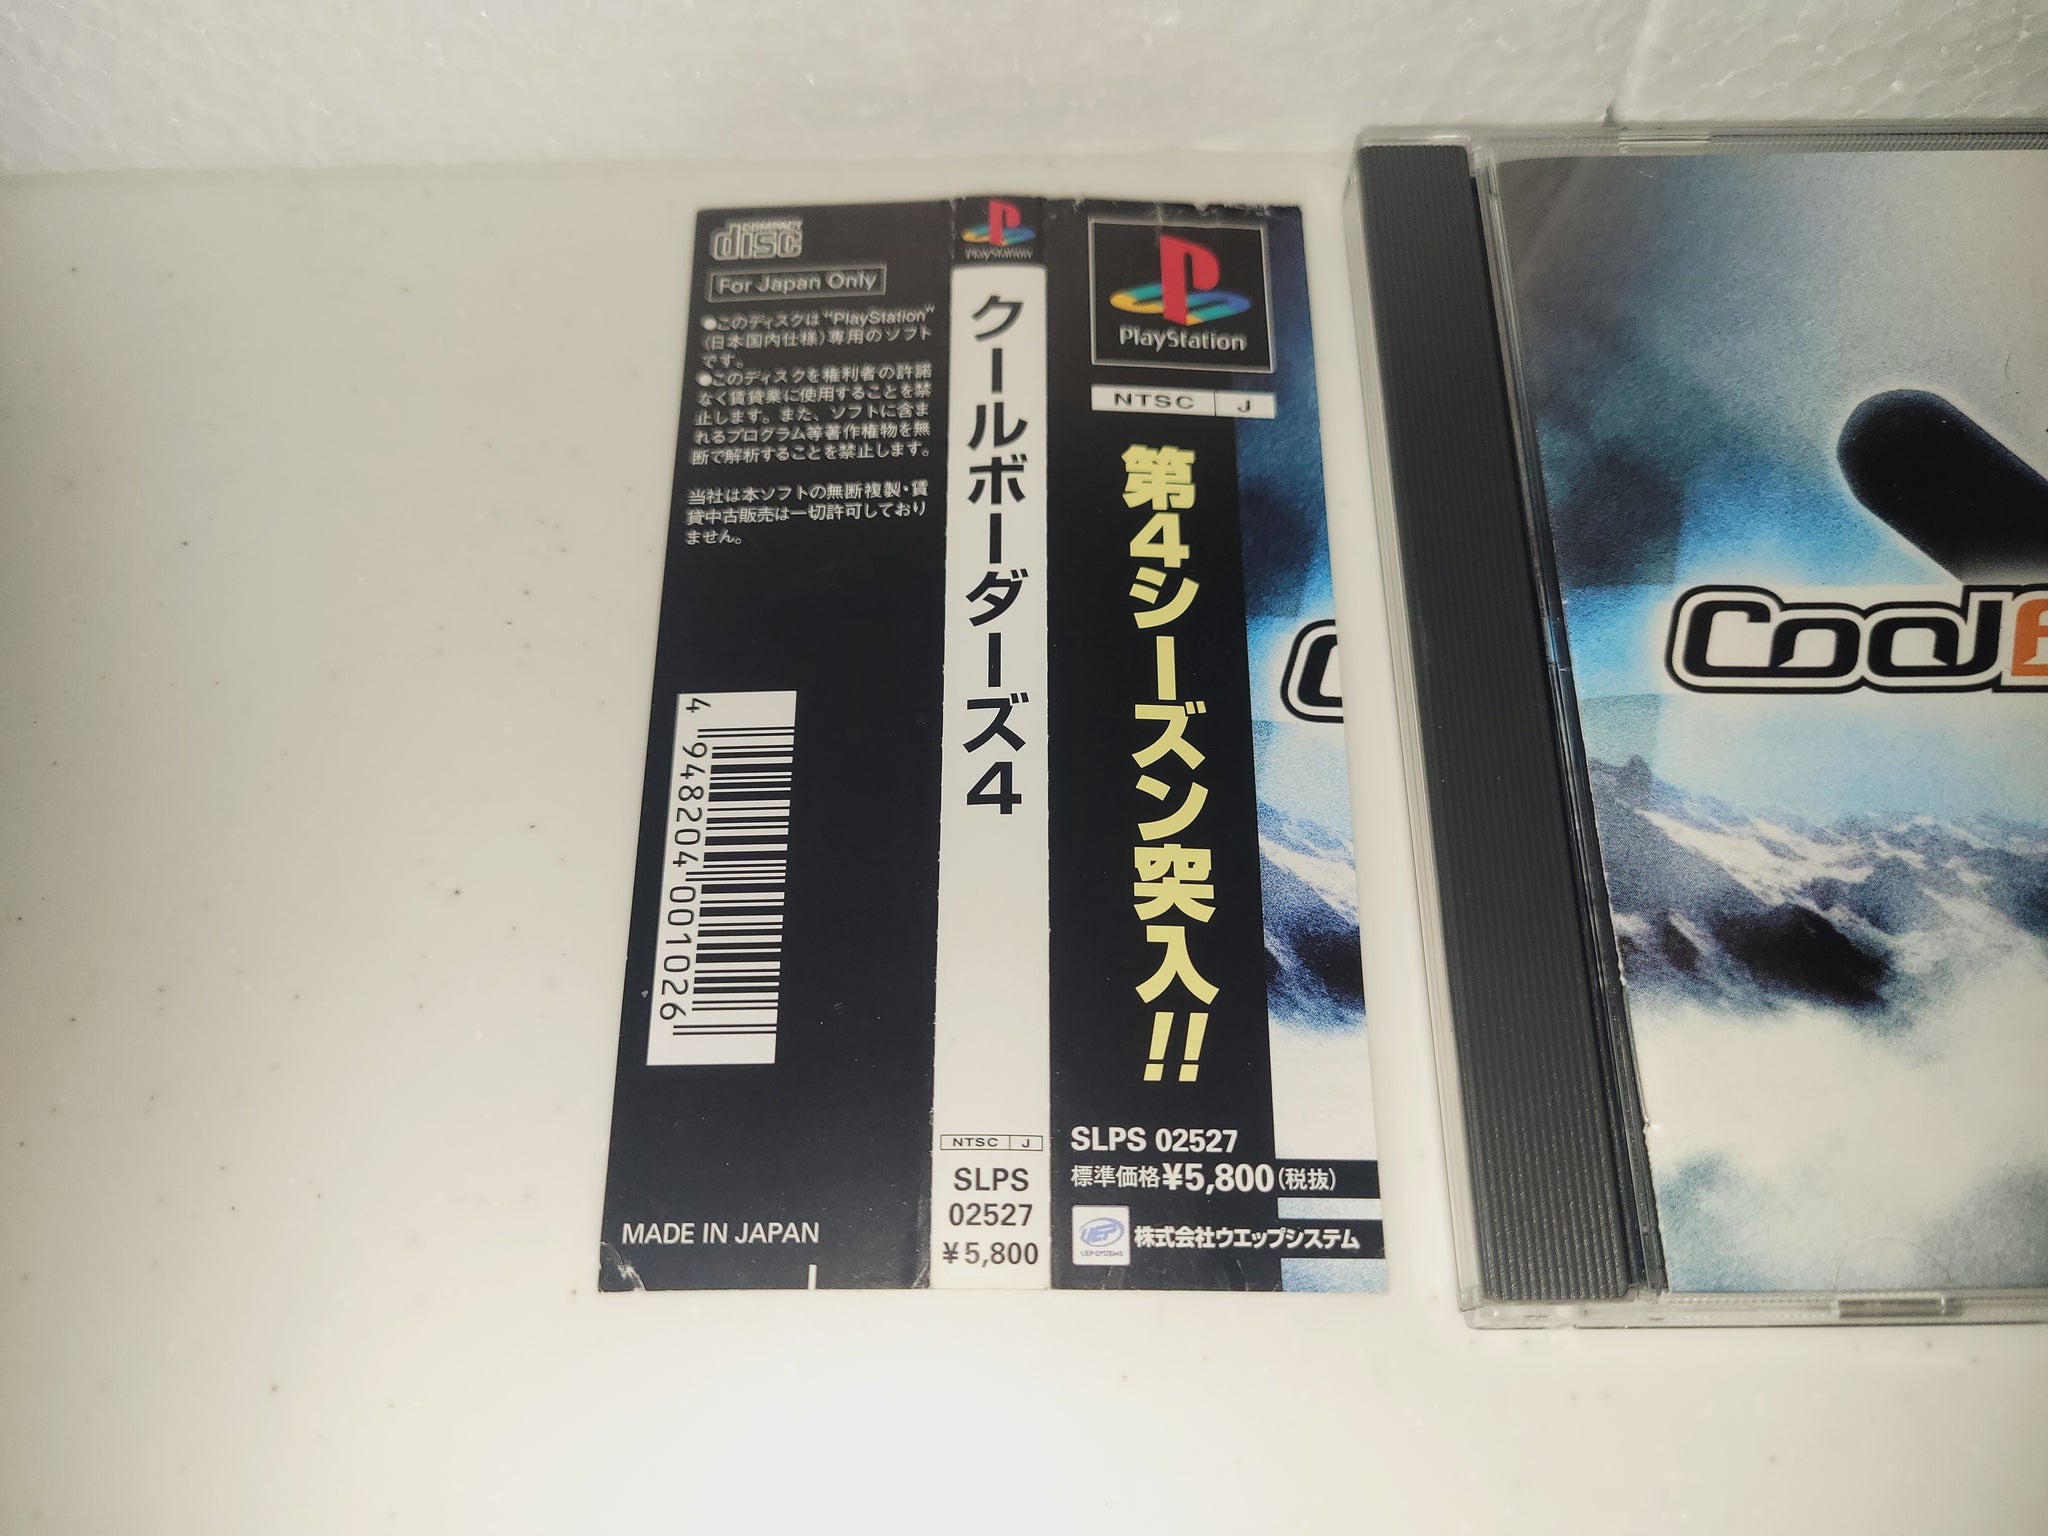 COMPACT
disc
For Japan Only
●このディスクは"PlayStation"
(日本国内仕様)専用のソフト
です。
●このディスクを権利者の許諾
なく賃貸業に使用することを禁
止します。また、ソフトに含ま
れるプログラム等著作権物を無
断で解析することを禁止します。
当社は本ソフトの無断複製・賃
貸中古販売は一切許可しており
ません。
4 948204 001026
MADE IN JAPAN
PlayStation
クールボーダーズ4
NTSC J
SLPS
02527
¥5,800
PlayStation
NTSC J
第4シーズン突入!!
SLPS 02527
標準価格¥5,800(税抜)
UEP SYSTEMS
株式会社ウエップシステム
Cool